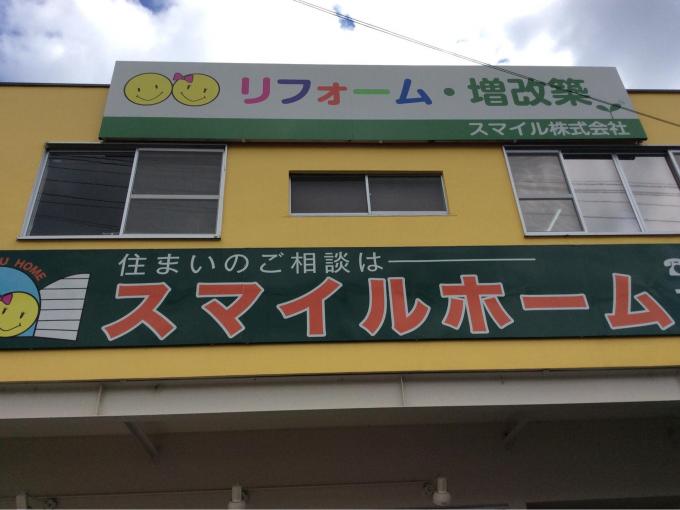 リフォーム・増改築
スマイル株式会社
U HOME
住まいのご相談は
スマイルホーム